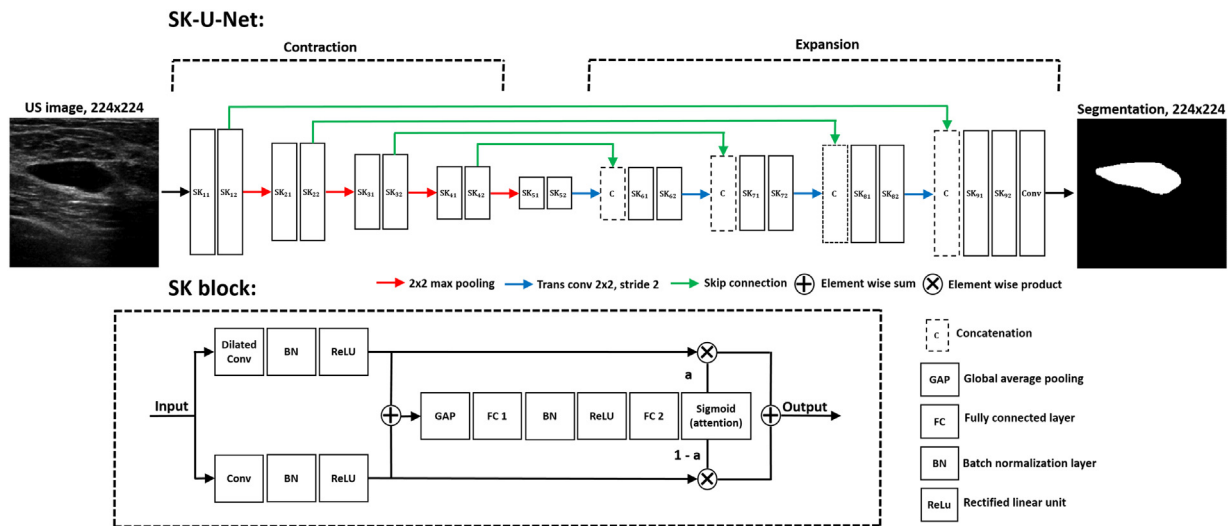 SK-U-Net:
Contraction
Expansion
US image, 224x224
Segmentation, 224x224
SK₁₁ SK₁₂ SK₂₁ SK₂₂ SK₃₁ SK₃₂ SK₄₁ SK₄₂ SK₅₁ SK₅₂ C SK₆₁ SK₆₂ C SK₇₁ SK₇₂ C SK₈₁ SK₈₂ C SK₉₁ SK₉₂ Conv
2x2 max pooling Trans conv 2x2, stride 2 Skip connection Element wise sum Element wise product
SK block:
Dilated
Conv
BN
ReLU
Input
a
GAP
FC 1
BN
ReLU
FC 2
Sigmoid
(attention)
Output
1 - a
Conv
BN
ReLU
C Concatenation
GAP Global average pooling
FC Fully connected layer
BN Batch normalization layer
ReLu Rectified linear unit